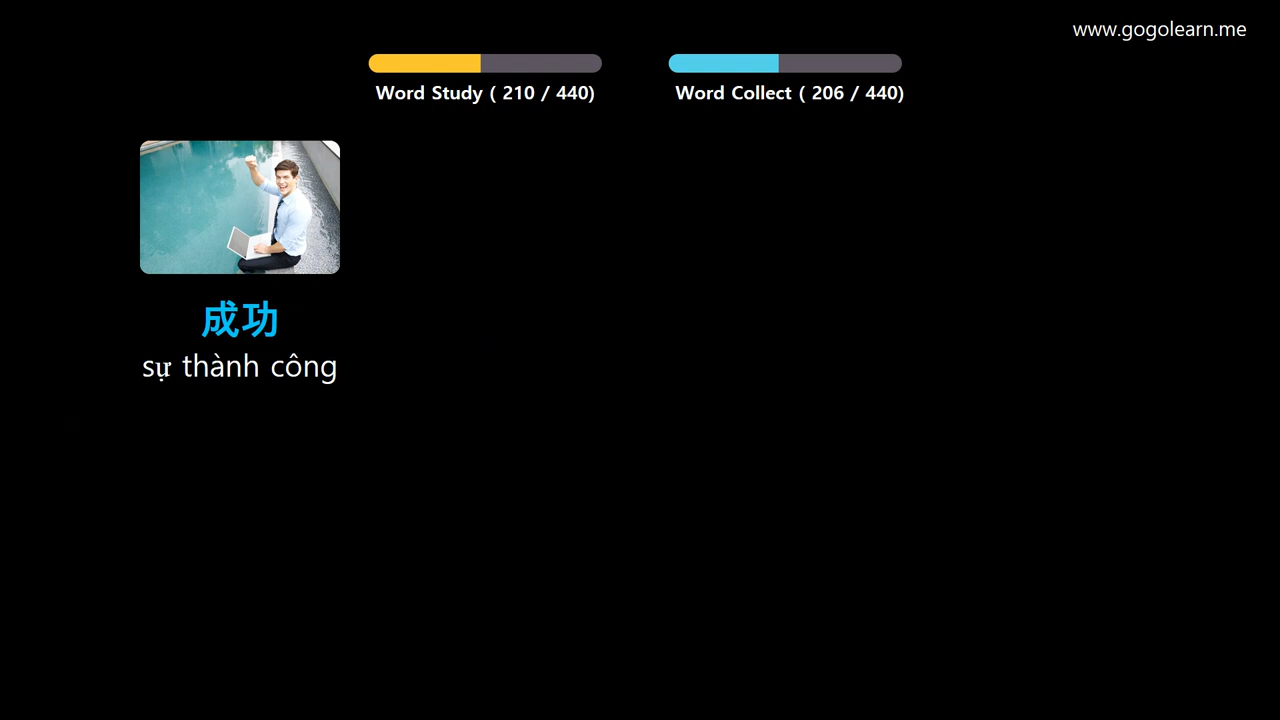 www.gogolearn.me
Word Study ( 210 / 440)
Word Collect ( 206 / 440)
成功
sự thành công